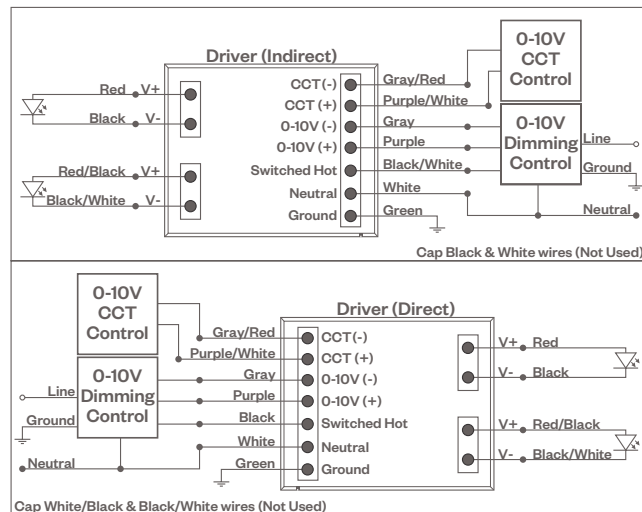 Driver (Indirect)
0-10V
CCT
Control
Red V+
Black V-
Red/Black V+
Black/White V-
CCT (-) Gray/Red
CCT (+) Purple/White
0-10V (-) Gray
0-10V (+) Purple
Switched Hot Black/White
Neutral White
Ground Green
0-10V
Dimming
Control
Line
Ground
Neutral
Cap Black & White wires (Not Used)
0-10V
CCT
Control
Driver (Direct)
Gray/Red CCT (-)
Purple/White CCT (+)
Gray 0-10V (-)
Purple 0-10V (+)
Black Switched Hot
White Neutral
Green Ground
0-10V
Dimming
Control
Line
Ground
Neutral
V+ Red
V- Black
V+ Red/Black
V- Black/White
Cap White/Black & Black/White wires (Not Used)